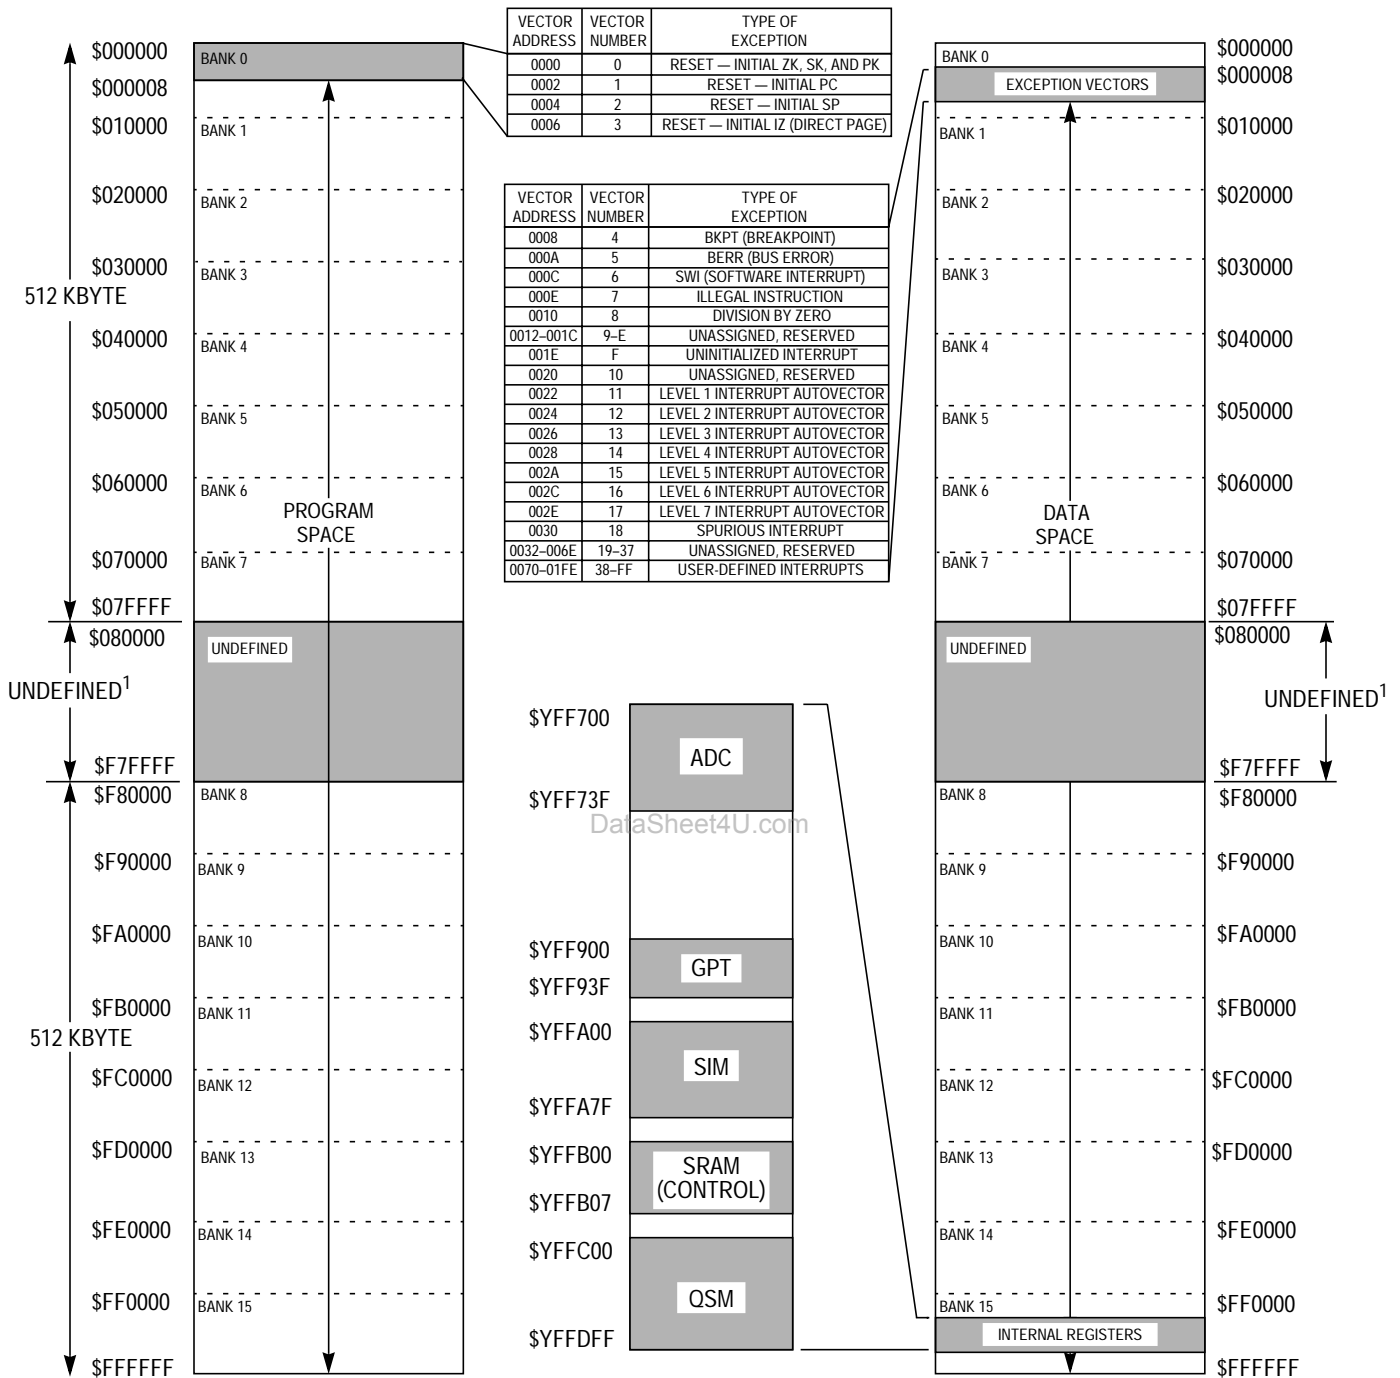 VECTOR ADDRESS VECTOR NUMBER TYPE OF EXCEPTION
0000 0 RESET — INITIAL ZK, SK, AND PK
0002 1 RESET — INITIAL PC
0004 2 RESET — INITIAL SP
0006 3 RESET — INITIAL IZ (DIRECT PAGE)
VECTOR ADDRESS VECTOR NUMBER TYPE OF EXCEPTION
0008 4 BKPT (BREAKPOINT)
000A 5 BERR (BUS ERROR)
000C 6 SWI (SOFTWARE INTERRUPT)
000E 7 ILLEGAL INSTRUCTION
0010 8 DIVISION BY ZERO
0012–001C 9–E UNASSIGNED, RESERVED
001E F UNINITIALIZED INTERRUPT
0020 10 UNASSIGNED, RESERVED
0022 11 LEVEL 1 INTERRUPT AUTOVECTOR
0024 12 LEVEL 2 INTERRUPT AUTOVECTOR
0026 13 LEVEL 3 INTERRUPT AUTOVECTOR
0028 14 LEVEL 4 INTERRUPT AUTOVECTOR
002A 15 LEVEL 5 INTERRUPT AUTOVECTOR
002C 16 LEVEL 6 INTERRUPT AUTOVECTOR
002E 17 LEVEL 7 INTERRUPT AUTOVECTOR
0030 18 SPURIOUS INTERRUPT
0032–006E 19–37 UNASSIGNED, RESERVED
0070–01FE 38–FF USER-DEFINED INTERRUPTS
$000000 BANK 0
$000008
$010000 BANK 1
$020000 BANK 2
$030000 BANK 3
512 KBYTE
$040000 BANK 4
$050000 BANK 5
$060000 BANK 6
PROGRAM
SPACE
$070000 BANK 7
$07FFFF
$080000 UNDEFINED
UNDEFINED1
$F7FFFF
$F80000 BANK 8
$F90000 BANK 9
$FA0000 BANK 10
$FB0000 BANK 11
512 KBYTE
$FC0000 BANK 12
$FD0000 BANK 13
$FE0000 BANK 14
$FF0000 BANK 15
$FFFFFF
$YFF700
ADC
$YFF73F
DataSheet4U.com
$YFF900
GPT
$YFF93F
$YFFA00
SIM
$YFFA7F
$YFFB00
SRAM
(CONTROL)
$YFFB07
$YFFC00
QSM
$YFFDFF
BANK 0 $000000
EXCEPTION VECTORS $000008
BANK 1 $010000
BANK 2 $020000
BANK 3 $030000
BANK 4 $040000
BANK 5 $050000
BANK 6 $060000
DATA
SPACE
BANK 7 $070000
$07FFFF
UNDEFINED $080000
UNDEFINED1
$F7FFFF
BANK 8 $F80000
BANK 9 $F90000
BANK 10 $FA0000
BANK 11 $FB0000
BANK 12 $FC0000
BANK 13 $FD0000
BANK 14 $FE0000
BANK 15 $FF0000
INTERNAL REGISTERS
$FFFFFF